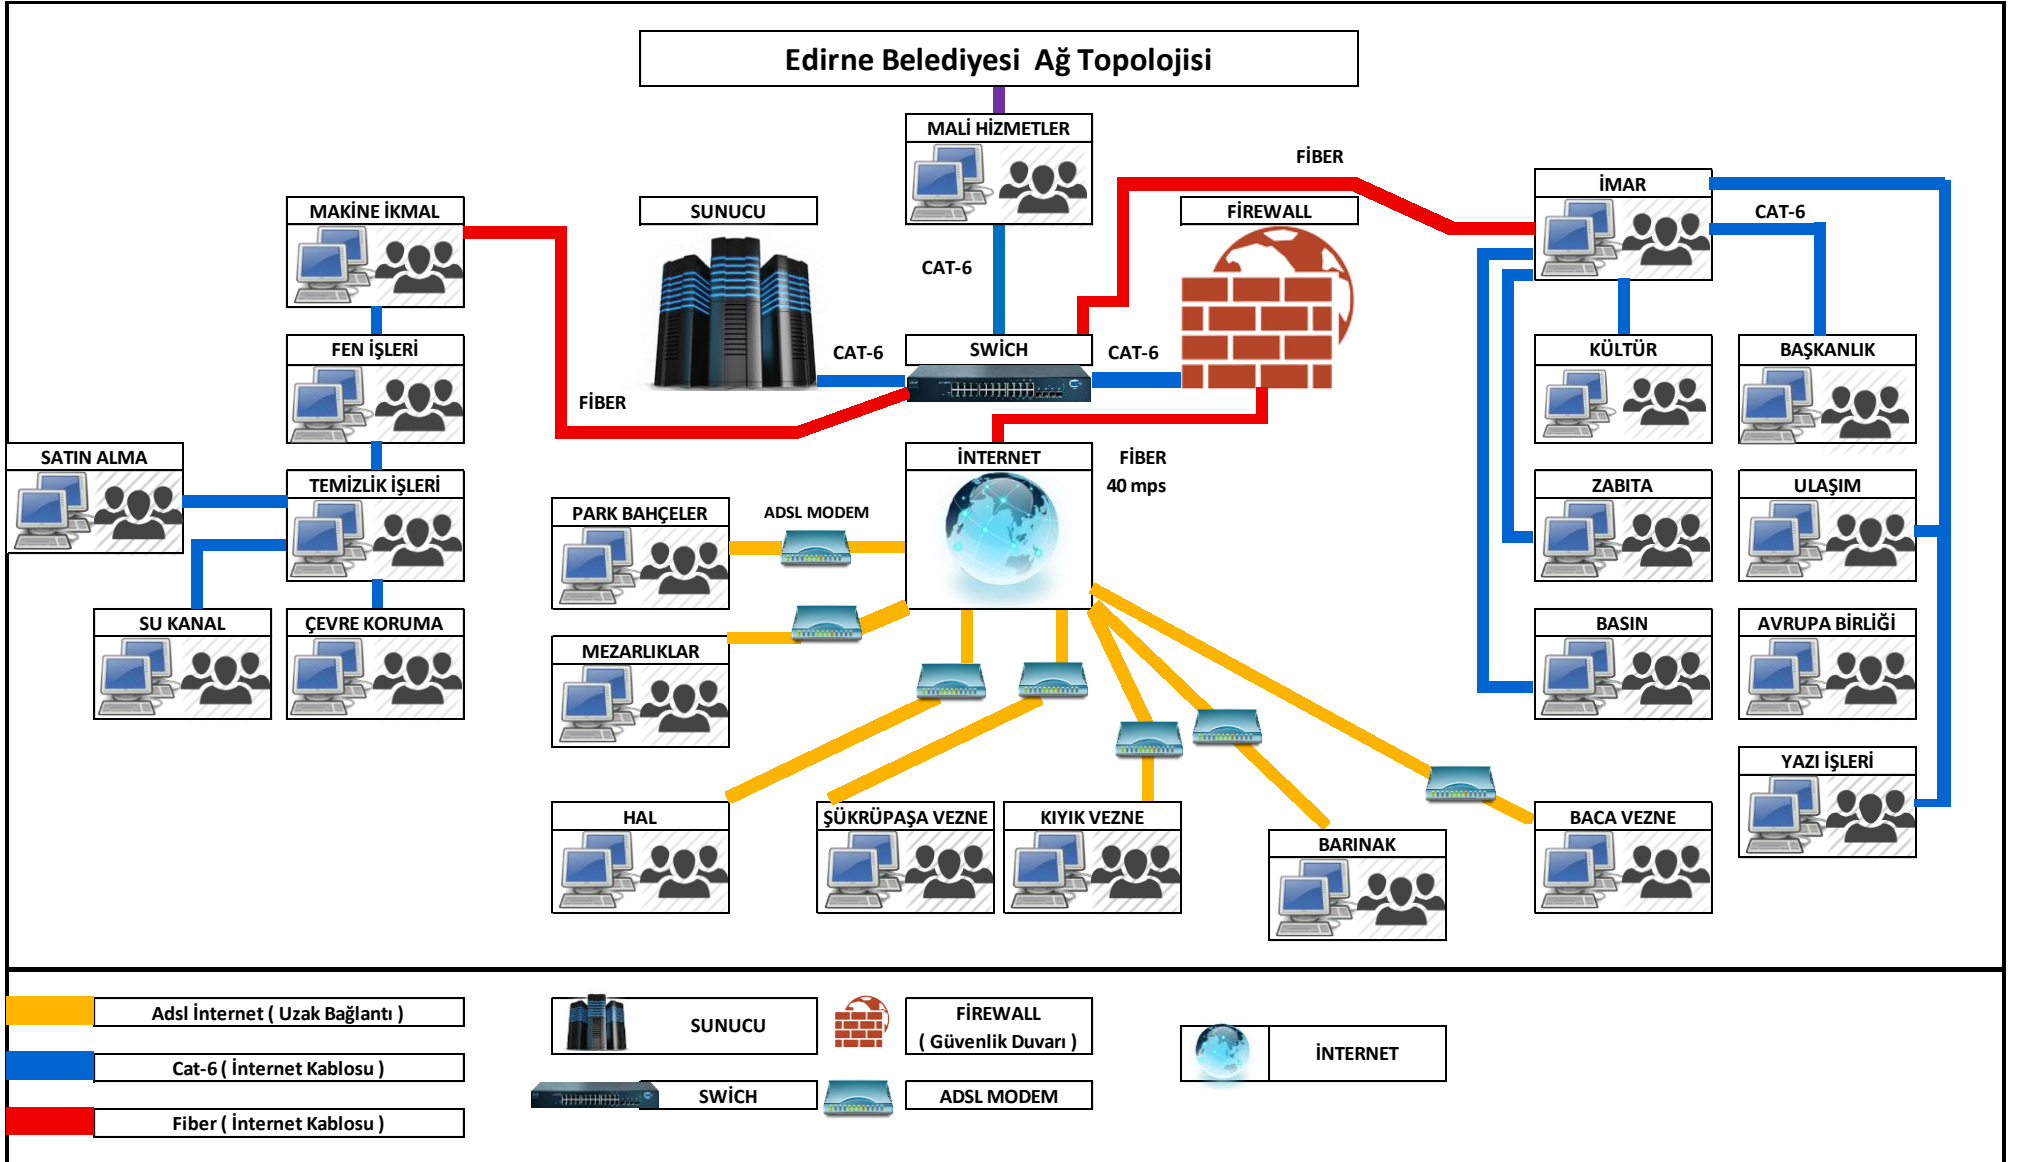 Edirne Belediyesi Ağ Topolojisi
MALİ HİZMETLER
FİBER
İMAR
MAKİNE İKMAL
SUNUCU
FİREWALL
CAT-6
CAT-6
FEN İŞLERİ
CAT-6
SWİCH
CAT-6
KÜLTÜR
BAŞKANLIK
FİBER
SATIN ALMA
İNTERNET
FİBER
40 mps
TEMİZLİK İŞLERİ
ZABITA
ULAŞIM
PARK BAHÇELER
ADSL MODEM
SU KANAL
ÇEVRE KORUMA
BASIN
AVRUPA BİRLİĞİ
MEZARLIKLAR
YAZI İŞLERİ
HAL
ŞÜKRÜPAŞA VEZNE
KIYIK VEZNE
BACA VEZNE
BARINAK
Adsl İnternet ( Uzak Bağlantı )
SUNUCU
FİREWALL
( Güvenlik Duvarı )
İNTERNET
Cat-6 ( İnternet Kablosu )
SWİCH
ADSL MODEM
Fiber ( İnternet Kablosu )